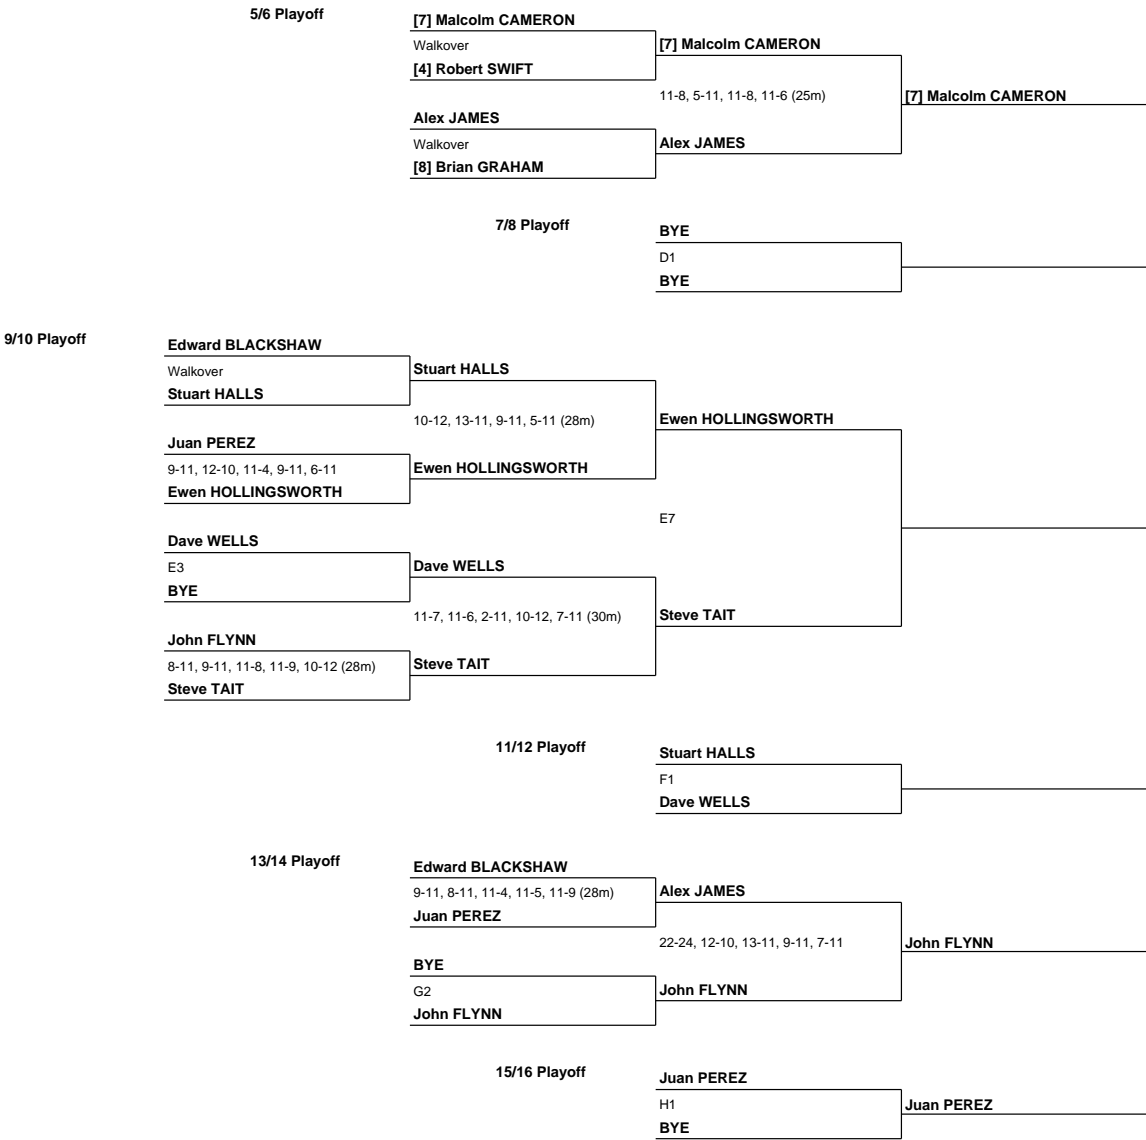 5/6 Playoff
[7] Malcolm CAMERON
Walkover
[4] Robert SWIFT
[7] Malcolm CAMERON
11-8, 5-11, 11-8, 11-6 (25m)
[7] Malcolm CAMERON
Alex JAMES
Walkover
[8] Brian GRAHAM
Alex JAMES
7/8 Playoff
BYE
D1
BYE
9/10 Playoff
Edward BLACKSHAW
Walkover
Stuart HALLS
Stuart HALLS
10-12, 13-11, 9-11, 5-11 (28m)
Ewen HOLLINGSWORTH
Juan PEREZ
9-11, 12-10, 11-4, 9-11, 6-11
Ewen HOLLINGSWORTH
Ewen HOLLINGSWORTH
E7
Dave WELLS
E3
BYE
Dave WELLS
11-7, 11-6, 2-11, 10-12, 7-11 (30m)
Steve TAIT
John FLYNN
8-11, 9-11, 11-8, 11-9, 10-12 (28m)
Steve TAIT
Steve TAIT
11/12 Playoff
Stuart HALLS
F1
Dave WELLS
13/14 Playoff
Edward BLACKSHAW
9-11, 8-11, 11-4, 11-5, 11-9 (28m)
Juan PEREZ
Alex JAMES
22-24, 12-10, 13-11, 9-11, 7-11
John FLYNN
BYE
G2
John FLYNN
John FLYNN
15/16 Playoff
Juan PEREZ
H1
BYE
Juan PEREZ